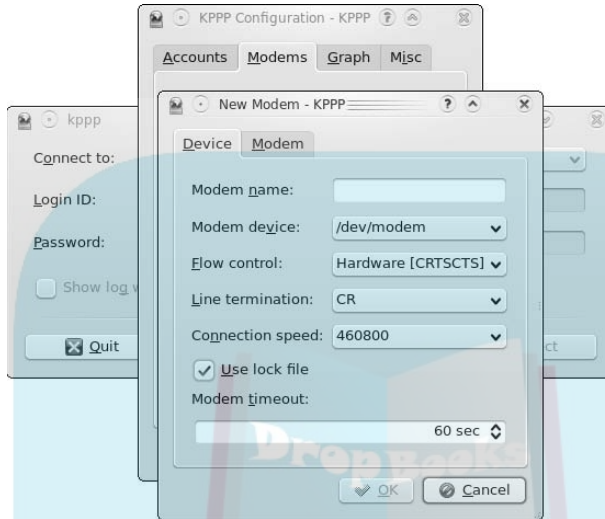 KPPP Configuration - KPPP
Accounts Modems Graph Misc
kppp
Connect to:
Login ID:
Password:
Show log w
Quit
ct
New Modem - KPPP
Device Modem
Modem name:
Modem device: /dev/modem
Flow control: Hardware [CRTSCTS]
Line termination: CR
Connection speed: 460800
Use lock file
Modem timeout:
60 sec
Drop Books
OK Cancel